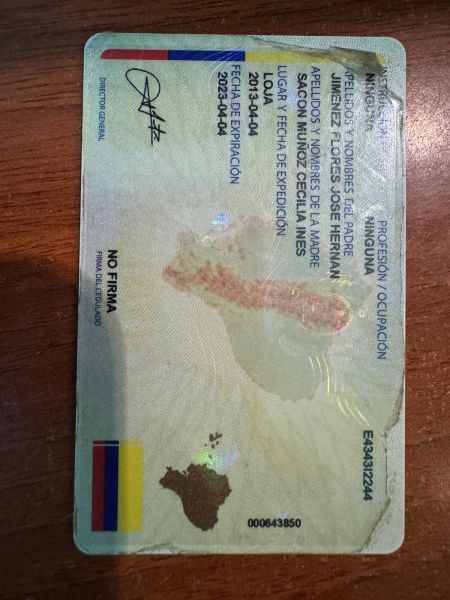 INSTRUCCIÓN
NINGUNA
PROFESIÓN / OCUPACIÓN
NINGUNA
E4343I2244
APELLIDOS Y NOMBRES DEL PADRE
JIMENEZ FLORES JOSE HERNAN
APELLIDOS Y NOMBRES DE LA MADRE
SACON MUÑOZ CECILIA INES
LUGAR Y FECHA DE EXPEDICIÓN
LOJA
2013-04-04
FECHA DE EXPIRACIÓN
2023-04-04
DIRECTOR GENERAL
NO FIRMA
FIRMA DEL CEDULADO
000643850